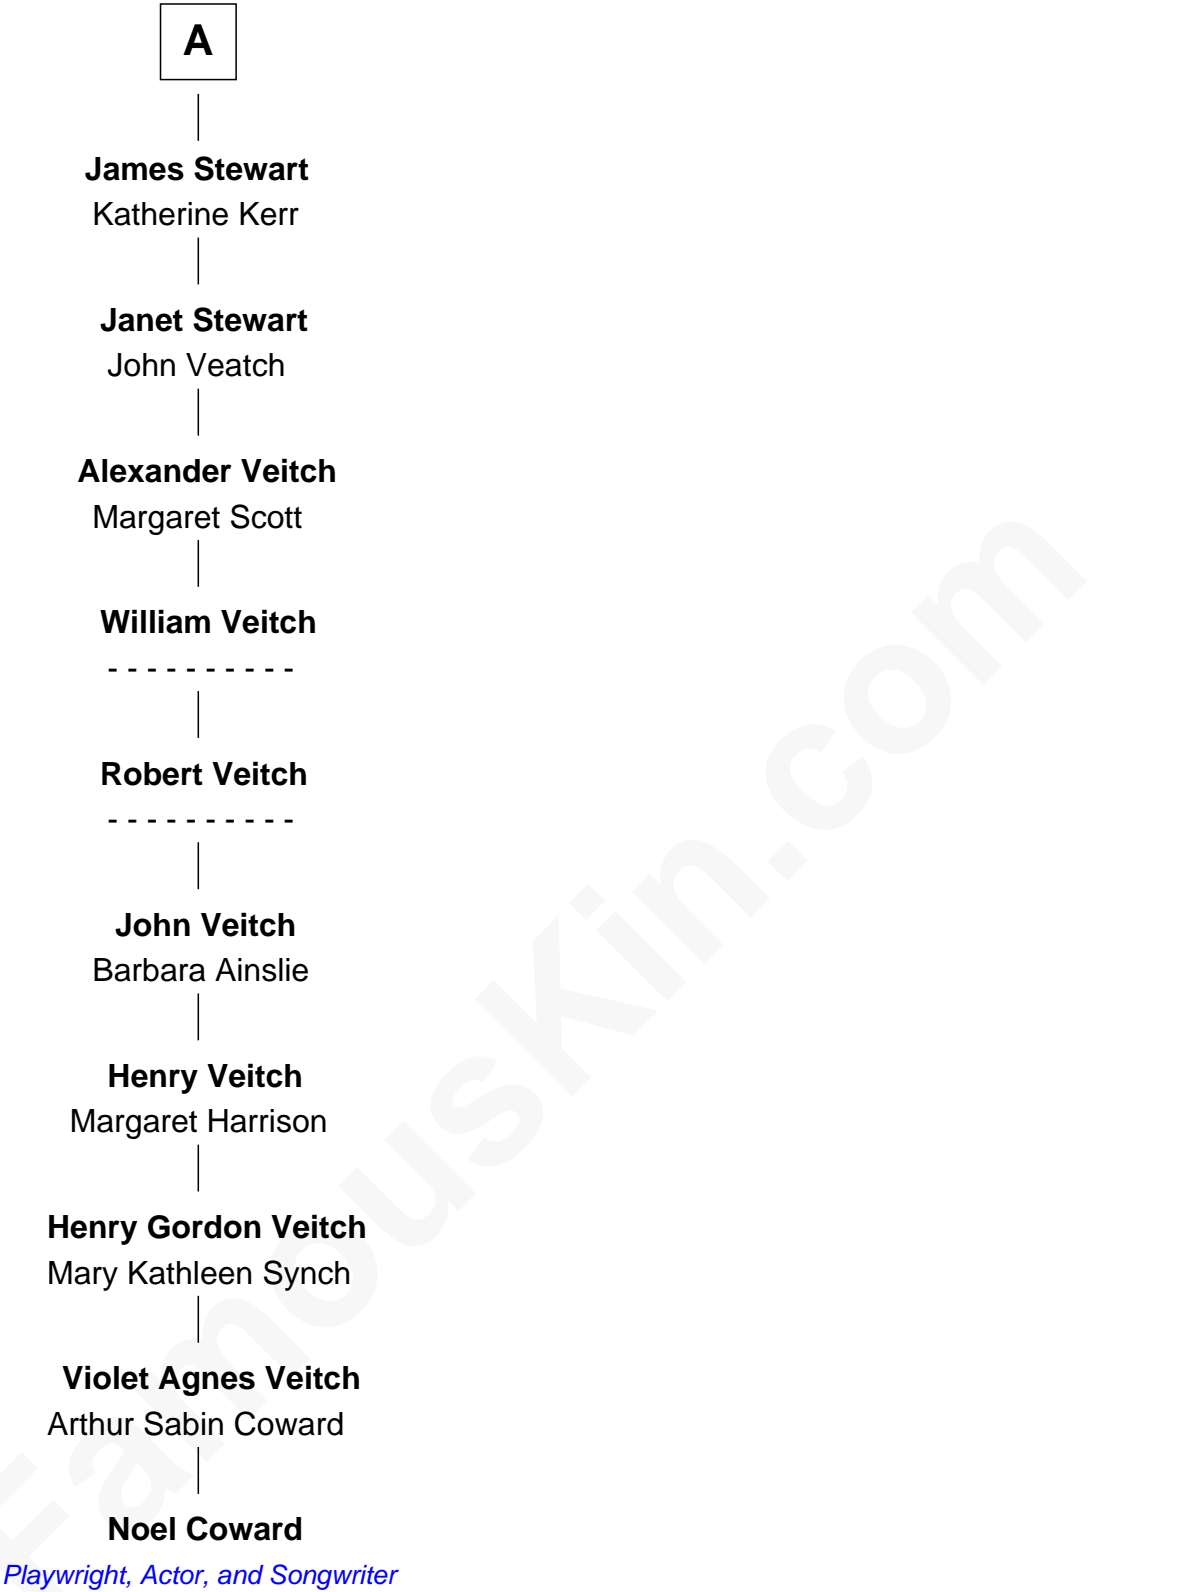 A
James Stewart
Katherine Kerr
Janet Stewart
John Veatch
Alexander Veitch
Margaret Scott
William Veitch
- - - - - - - - - -
Robert Veitch
- - - - - - - - - -
John Veitch
Barbara Ainslie
Henry Veitch
Margaret Harrison
Henry Gordon Veitch
Mary Kathleen Synch
Violet Agnes Veitch
Arthur Sabin Coward
Noel Coward
Playwright, Actor, and Songwriter
FamousKin.com